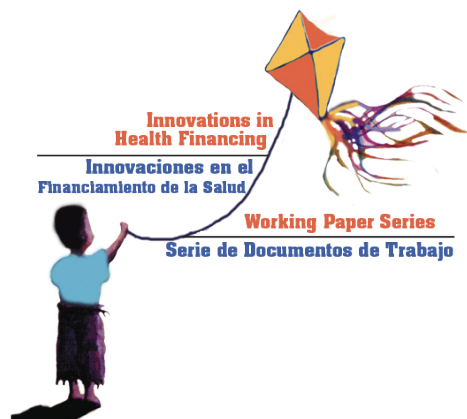 Innovations in
Health Financing
Innovaciones en el
Financiamiento de la Salud
Working Paper Series
Serie de Documentos de Trabajo